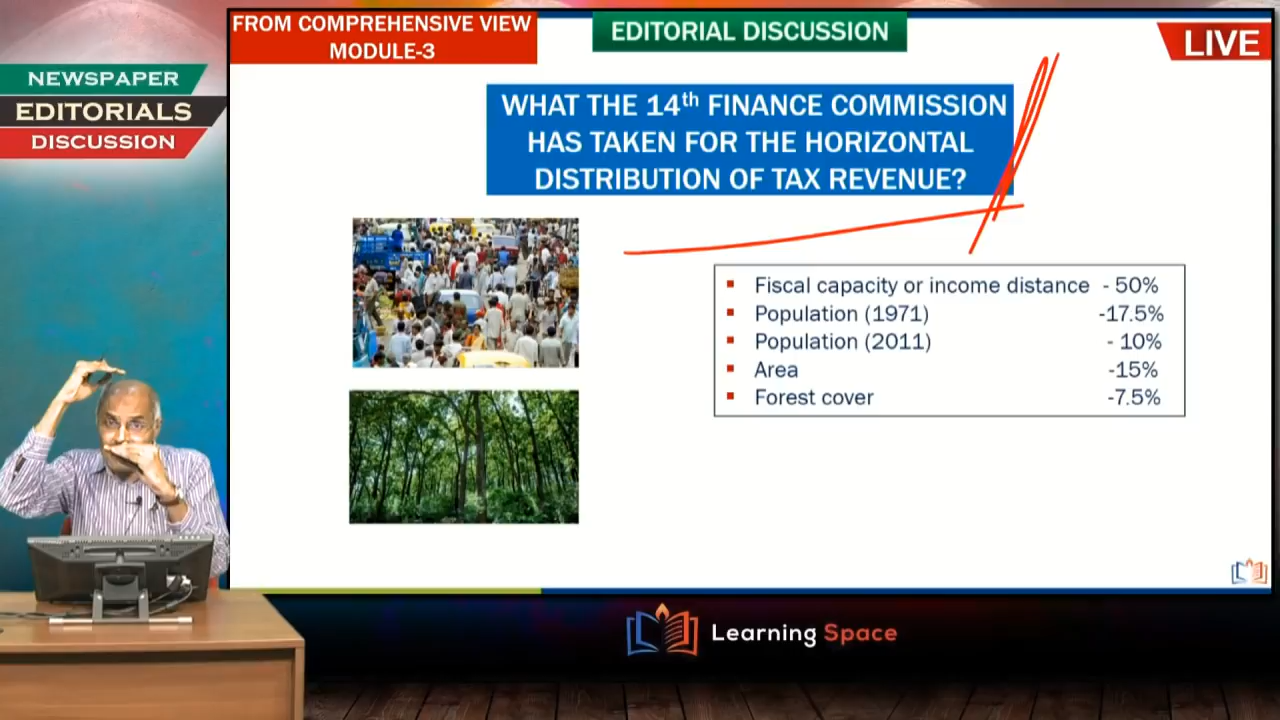 FROM COMPREHENSIVE VIEW
MODULE-3
EDITORIAL DISCUSSION
LIVE
NEWSPAPER
EDITORIALS
DISCUSSION
WHAT THE 14th FINANCE COMMISSION
HAS TAKEN FOR THE HORIZONTAL
DISTRIBUTION OF TAX REVENUE?
Fiscal capacity or income distance - 50%
Population (1971) -17.5%
Population (2011) - 10%
Area -15%
Forest cover -7.5%
Learning Space